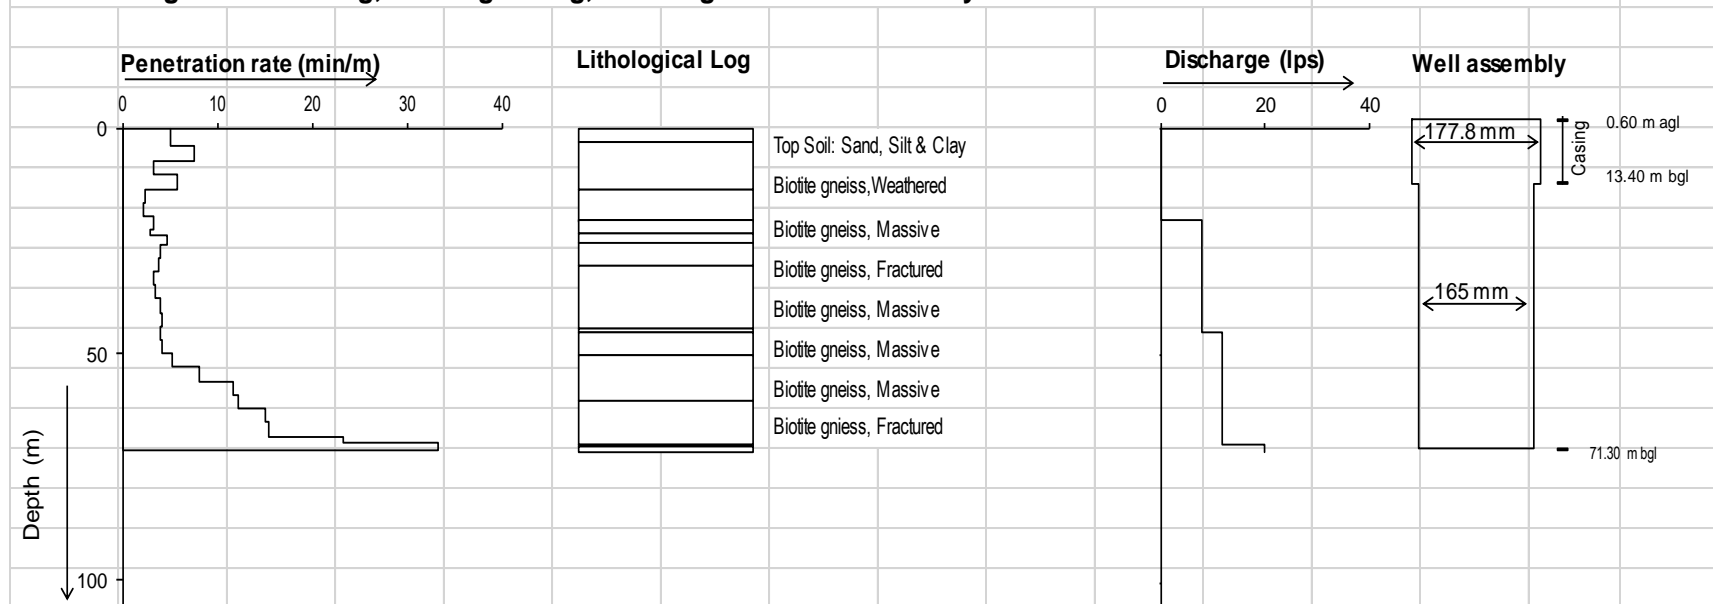 Penetration rate (min/m)
Lithological Log
Discharge (lps)
Well assembly
0 10 20 30 40
0 20 40
0
50
100
Depth (m)
Top Soil: Sand, Silt & Clay
Biotite gneiss,Weathered
Biotite gneiss, Massive
Biotite gneiss, Fractured
Biotite gneiss, Massive
Biotite gneiss, Massive
Biotite gneiss, Massive
Biotite gniess, Fractured
177.8 mm
165 mm
Casing
0.60 m agl
13.40 m bgl
71.30 m bgl